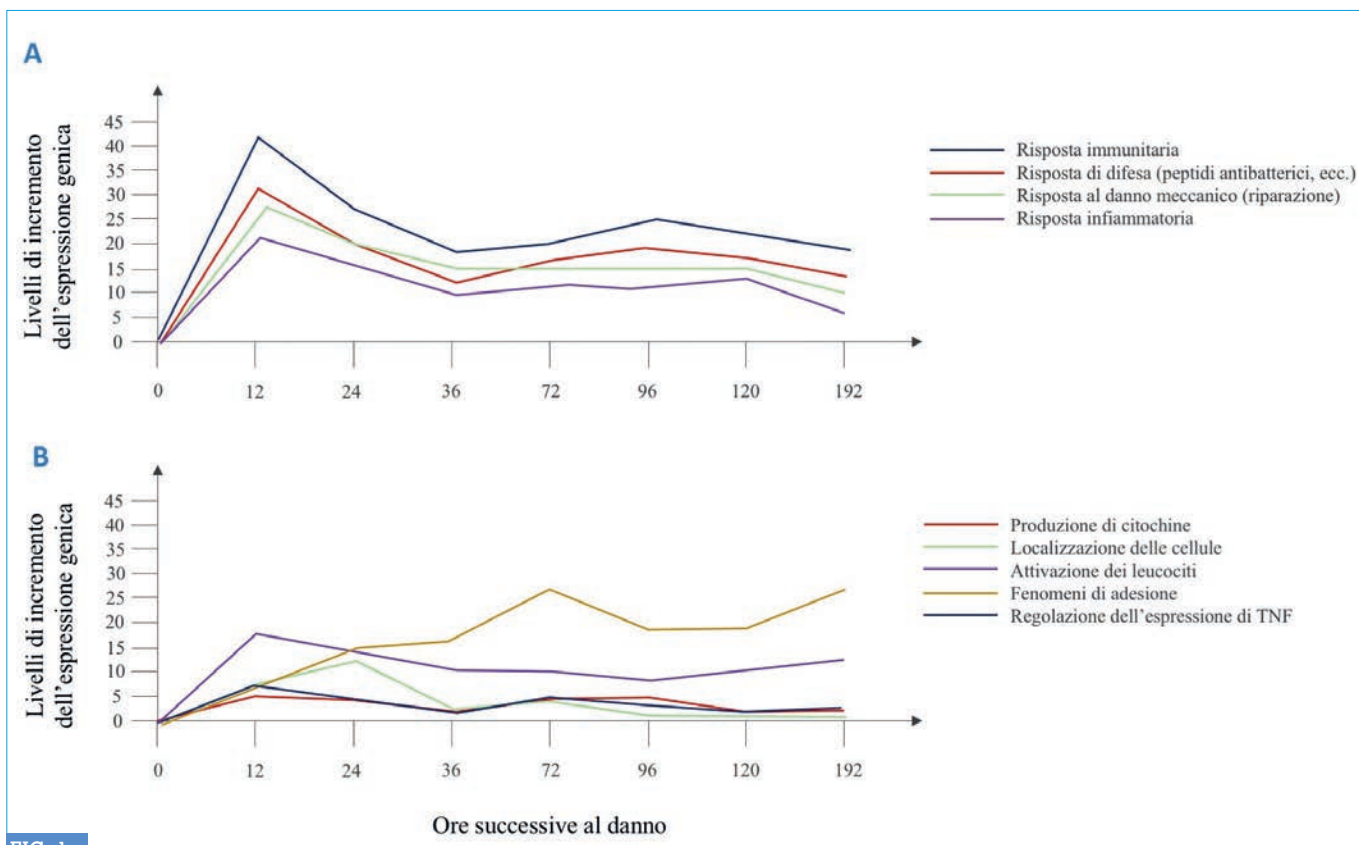 A
Livelli di incremento
dell'espressione genica
45
40
35
30
25
20
15
10
5
0
0 12 24 36 72 96 120 192
Risposta immunitaria
Risposta di difesa (peptidi antibatterici, ecc.)
Risposta al danno meccanico (riparazione)
Risposta infiammatoria
B
Livelli di incremento
dell'espressione genica
45
40
35
30
25
20
15
10
5
0
0 12 24 36 72 96 120 192
Produzione di citochine
Localizzazione delle cellule
Attivazione dei leucociti
Fenomeni di adesione
Regolazione dell'espressione di TNF
Ore successive al danno